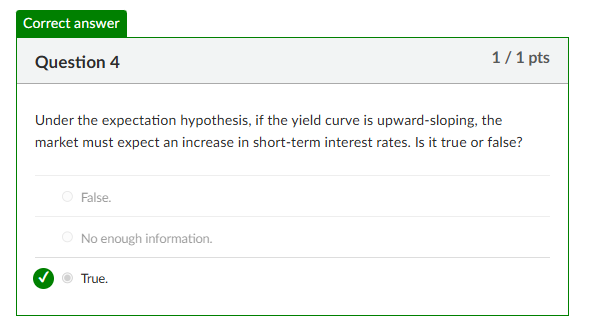 Correct answer
Question 4
1 / 1 pts
Under the expectation hypothesis, if the yield curve is upward-sloping, the
market must expect an increase in short-term interest rates. Is it true or false?
False.
No enough information.
True.